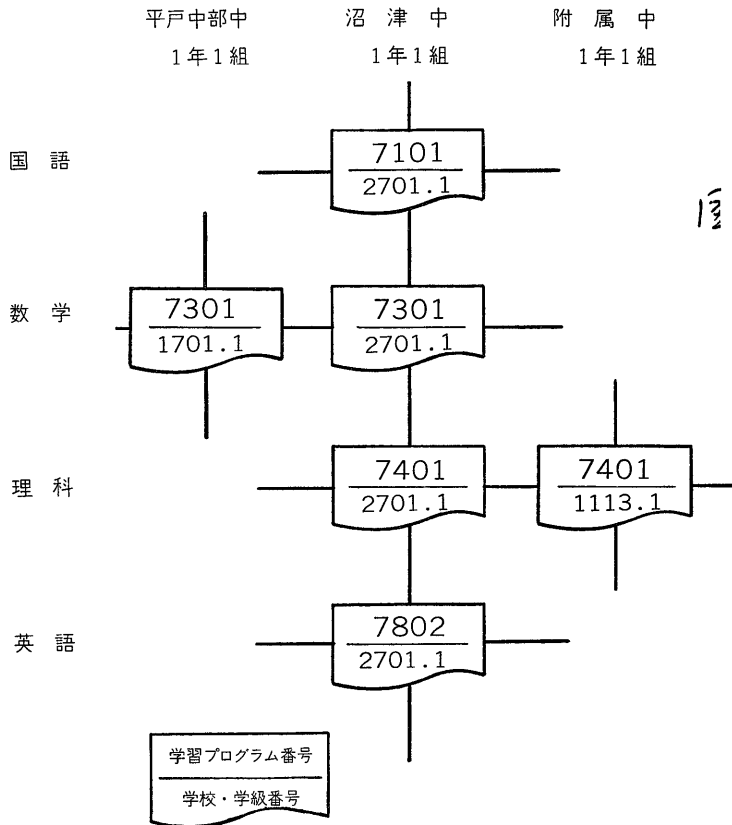 平戸中部中 沼津中 附属中
1年1組 1年1組 1年1組
国語 7101
2701.1
数学 7301 7301
1701.1 2701.1
理科 7401 7401
2701.1 1113.1
英語 7802
2701.1
学習プログラム番号
学校・学級番号